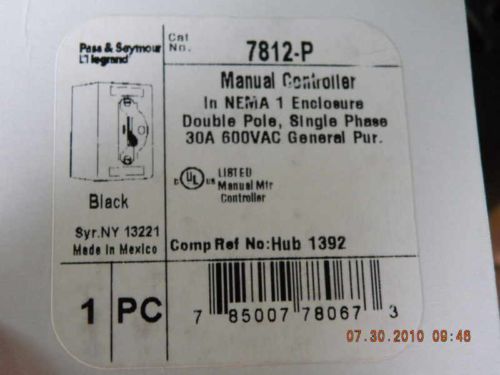 Pass & Seymour
legrand
Cat
No.
7812-P
Manual Controller
In NEMA 1 Enclosure
Double Pole, Single Phase
30A 600VAC General Pur.
Black
C UL US LISTED
Manual Mtr
Controller
Syr.NY 13221
Made in Mexico
Comp Ref No:Hub 1392
1 PC
7 85007 78067 3
07.30.2010 09:46